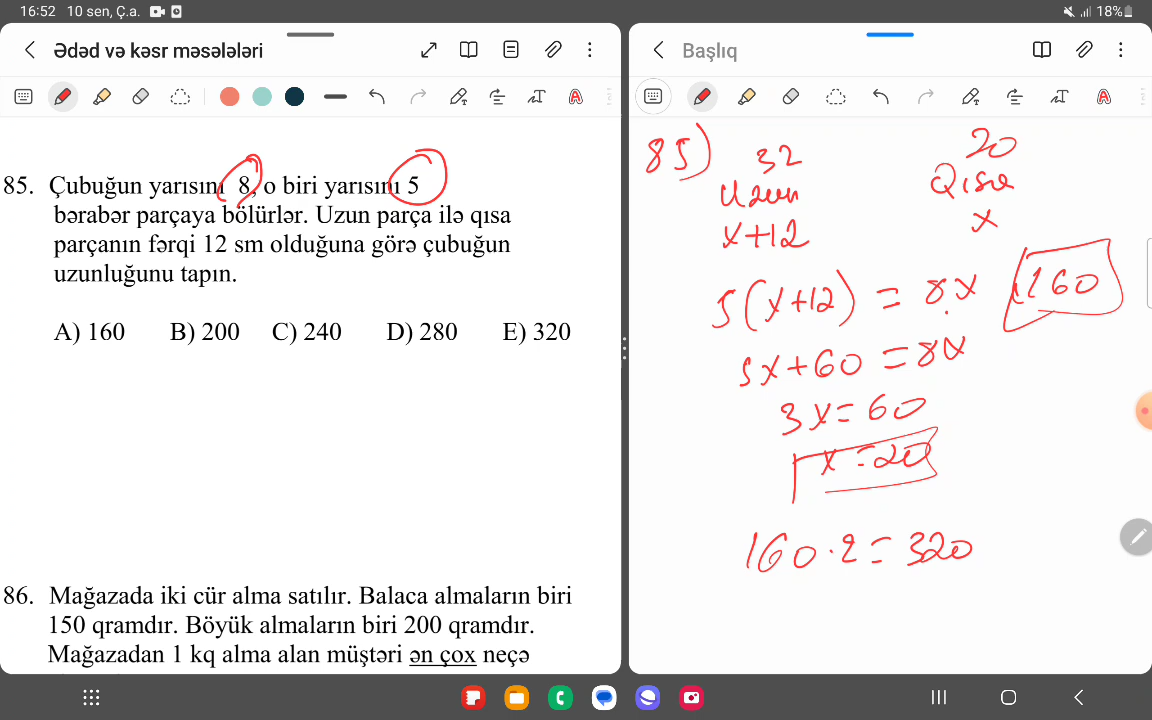 16:52 10 sen, Ç.a. 18%
Ədəd və kəsr məsələləri
85. Çubuğun yarısını 8, o biri yarısını 5
bərabər parçaya bölürlər. Uzun parça ilə qısa
parçanın fərqi 12 sm olduğuna görə çubuğun
uzunluğunu tapın.
A) 160 B) 200 C) 240 D) 280 E) 320
86. Mağazada iki cür alma satılır. Balaca almaların biri
150 qramdır. Böyük almaların biri 200 qramdır.
Mağazadan 1 kq alma alan müştəri ən çox neçə
Başlıq
85) 32 20
Uzun Qısa
x+12 x
5(x+12) = 8x 160
5x+60 = 8x
3x=60
x=20
160·2=320